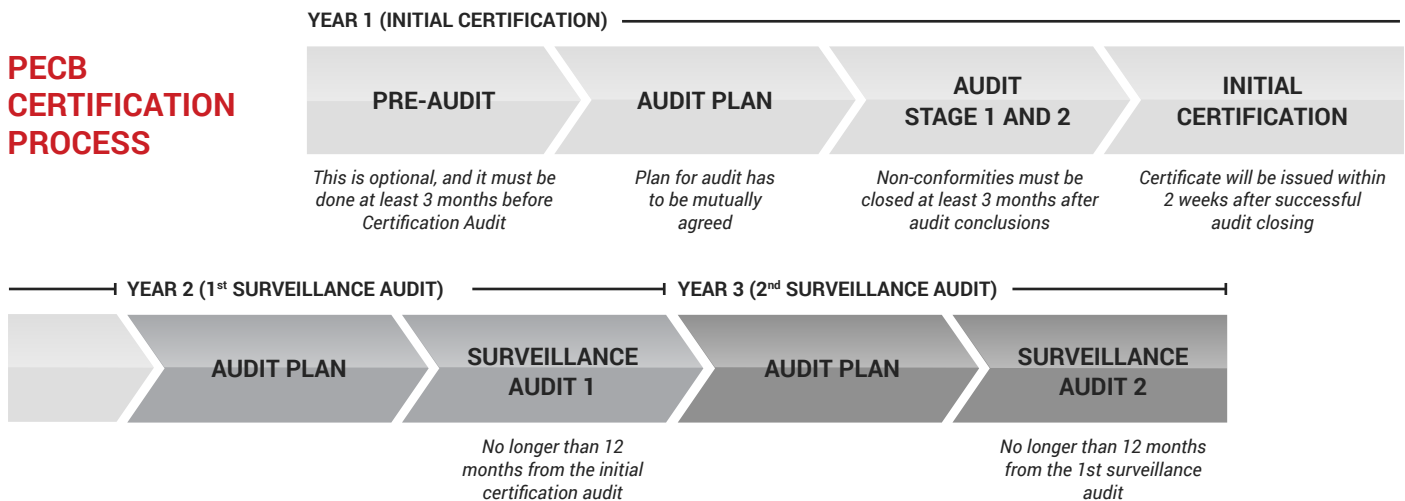 YEAR 1 (INITIAL CERTIFICATION)
PECB
CERTIFICATION
PROCESS
PRE-AUDIT
AUDIT PLAN
AUDIT
STAGE 1 AND 2
INITIAL
CERTIFICATION
This is optional, and it must be
done at least 3 months before
Certification Audit
Plan for audit has
to be mutually
agreed
Non-conformities must be
closed at least 3 months after
audit conclusions
Certificate will be issued within
2 weeks after successful
audit closing
YEAR 2 (1st SURVEILLANCE AUDIT)
YEAR 3 (2nd SURVEILLANCE AUDIT)
AUDIT PLAN
SURVEILLANCE
AUDIT 1
AUDIT PLAN
SURVEILLANCE
AUDIT 2
No longer than 12
months from the initial
certification audit
No longer than 12 months
from the 1st surveillance
audit